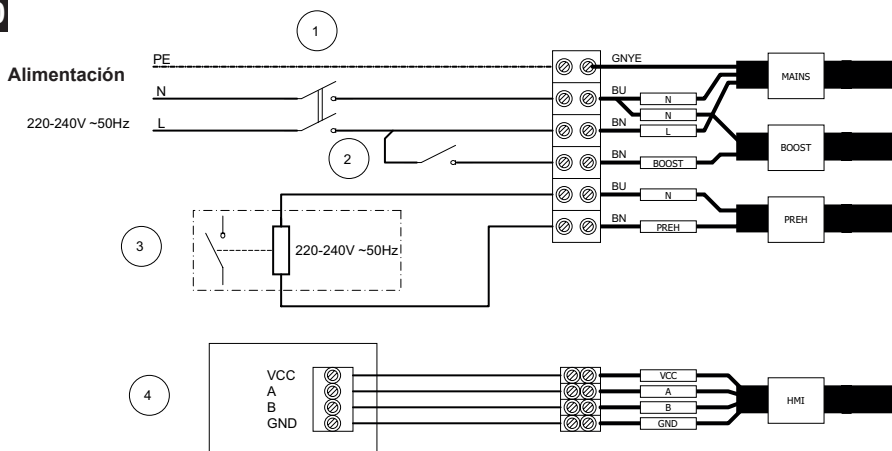 1
PE
GNYE
Alimentación
MAINS
N
BU
N
N
220-240V ~50Hz
L
BN
L
BOOST
2
BN
BOOST
BU
N
3
220-240V ~50Hz
BN
PREH
PREH
4
VCC
VCC
A
A
B
B
GND
GND
HMI